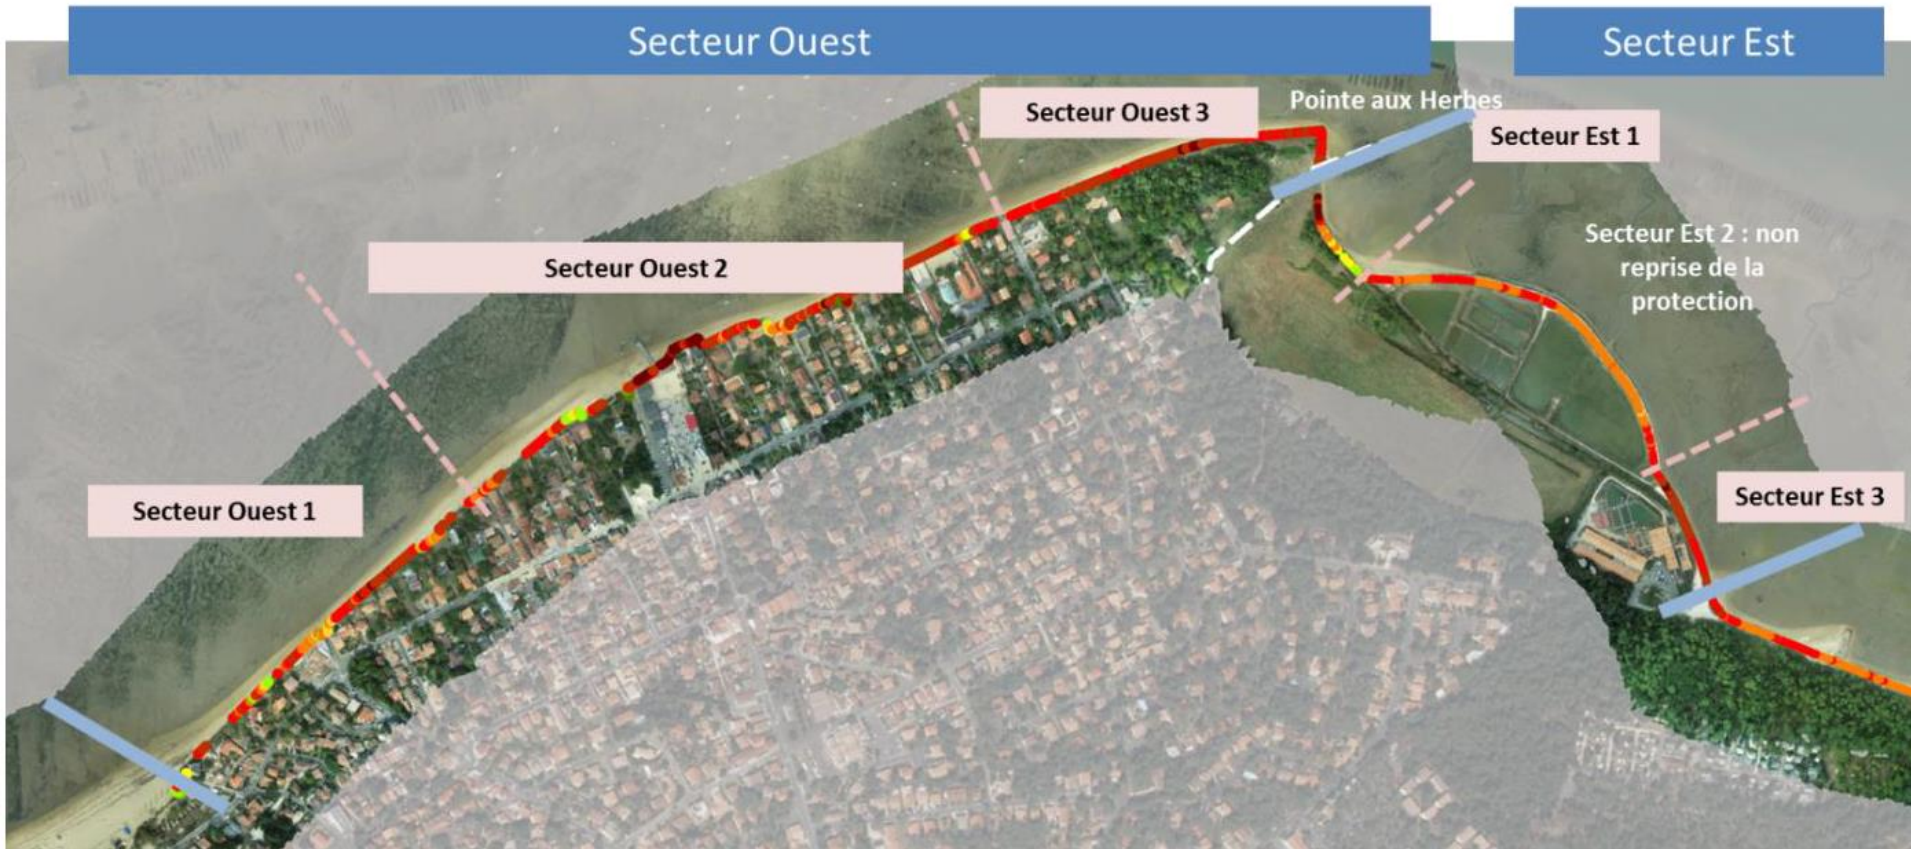 Secteur Ouest
Secteur Est
Secteur Ouest 3
Pointe aux Herbes
Secteur Est 1
Secteur Ouest 2
Secteur Est 2 : non
reprise de la
protection
Secteur Ouest 1
Secteur Est 3